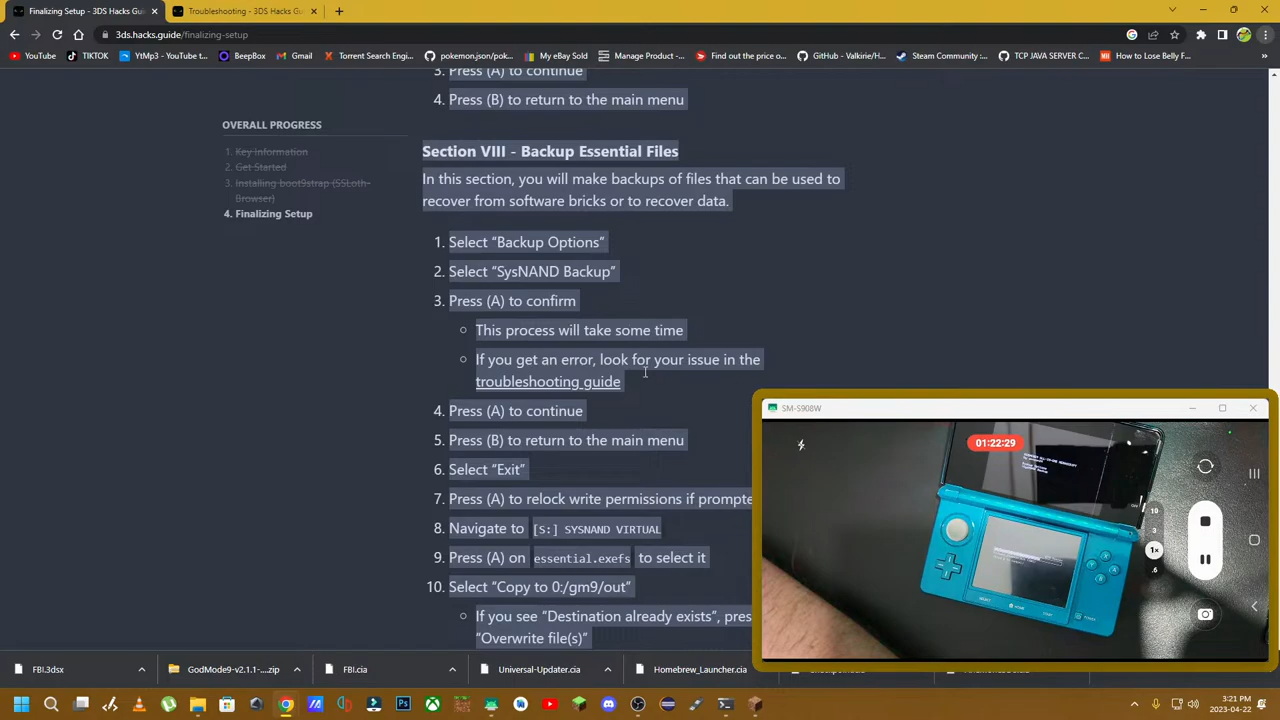 Finalizing Setup - 3DS Hacks Gui
Troubleshooting - 3DS Hacks Guid
3ds.hacks.guide/finalizing-setup
YouTube
TIKTOK
YtMp3 - YouTube t...
BeepBox
Gmail
Torrent Search Engi...
pokemon.json/pok...
My eBay Sold
Manage Product -...
Find out the price o...
GitHub - Valkirie/H...
Steam Community :...
TCP JAVA SERVER C...
How to Lose Belly F...
3. Press (A) to continue
4. Press (B) to return to the main menu
OVERALL PROGRESS
1. Key Information
2. Get Started
3. Installing boot9strap (SSLoth-
Browser)
4. Finalizing Setup
Section VIII - Backup Essential Files
In this section, you will make backups of files that can be used to
recover from software bricks or to recover data.
1. Select “Backup Options”
2. Select “SysNAND Backup”
3. Press (A) to confirm
This process will take some time
If you get an error, look for your issue in the
troubleshooting guide
4. Press (A) to continue
5. Press (B) to return to the main menu
6. Select “Exit”
7. Press (A) to relock write permissions if prompte
8. Navigate to [S:] SYSNAND VIRTUAL
9. Press (A) on essential.exefs to select it
10. Select “Copy to 0:/gm9/out”
If you see “Destination already exists”, pres
“Overwrite file(s)”
SM-S908W
01:22:29
10
3
1x
.6
SELECT
HOME
START
X
Y
A
B
FBI.3dsx
GodMode9-v2.1.1-....zip
FBI.cia
Universal-Updater.cia
Homebrew_Launcher.cia
3:21 PM
2023-04-22